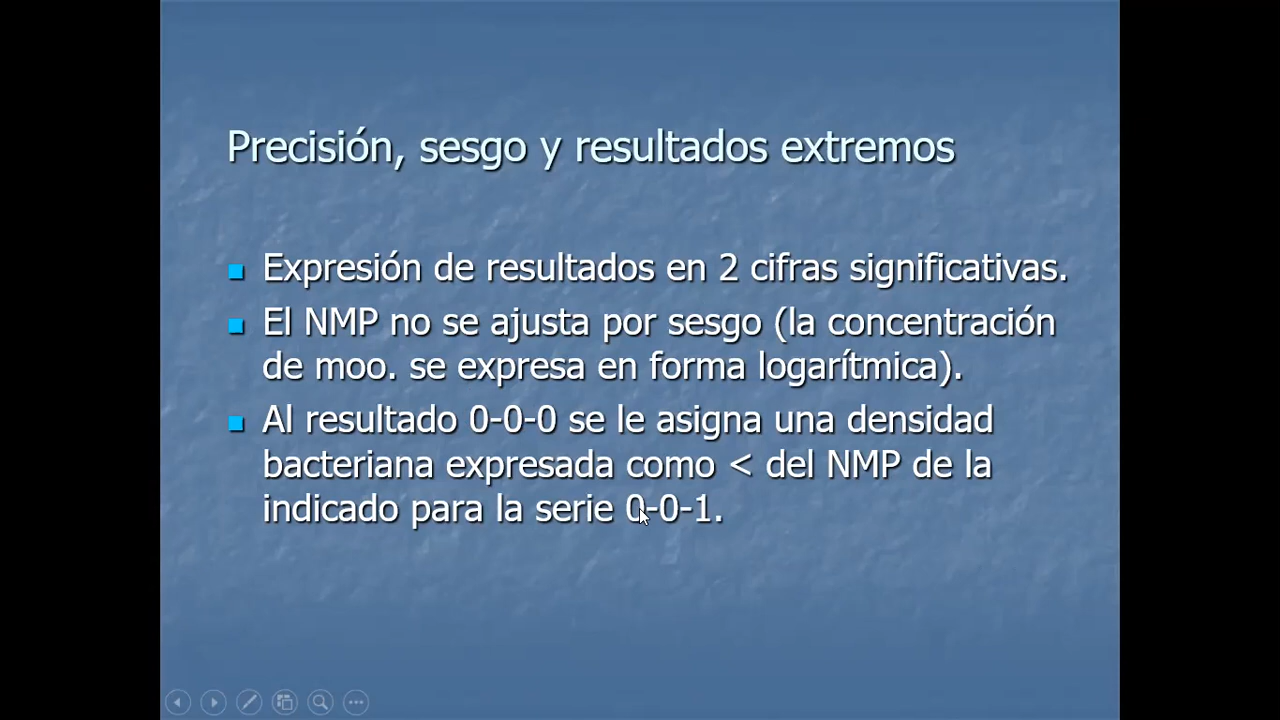 Precisión, sesgo y resultados extremos
Expresión de resultados en 2 cifras significativas.
El NMP no se ajusta por sesgo (la concentración
de moo. se expresa en forma logarítmica).
Al resultado 0-0-0 se le asigna una densidad
bacteriana expresada como < del NMP de la
indicado para la serie 0-0-1.